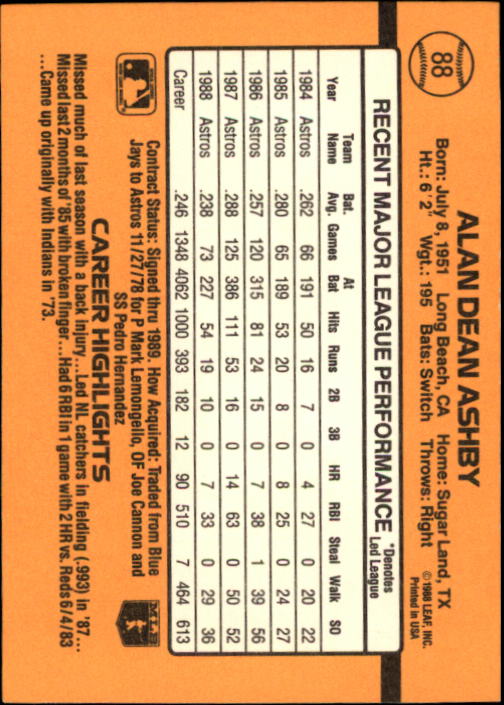 88
ALAN DEAN ASHBY
Born: July 8, 1951 Long Beach, CA Home: Sugar Land, TX
Ht.: 6'2" Wgt.: 195 Bats: Switch Throws: Right
© 1988 LEAF, INC.
Printed in USA
RECENT MAJOR LEAGUE PERFORMANCE *Denotes Led League
Year Team Name Bat. Avg. Games At Bat Hits Runs 2B 3B HR RBI Steal Walk SO
1984 Astros .262 66 191 50 16 7 0 4 27 0 20 22
1985 Astros .280 65 189 53 20 8 0 8 25 0 24 27
1986 Astros .257 120 315 81 24 15 0 7 38 1 39 56
1987 Astros .288 125 386 111 53 16 0 14 63 0 50 52
1988 Astros .238 73 227 54 19 10 0 7 33 0 29 36
Career .246 1348 4062 1000 393 182 12 90 510 7 464 613
Contract Status: Signed thru 1989. How Acquired: Traded from Blue
Jays to Astros 11/27/78 for P Mark Lemongello, OF Joe Cannon and
SS Pedro Hernandez
MLB
CAREER HIGHLIGHTS
Missed much of last season with a back injury...Led NL catchers in fielding (.993) in '87...
Missed last 2 months of '85 with broken finger...Had 6 RBI in 1 game with 2 HR vs. Reds 6/4/83
...Came up originally with Indians in '73.